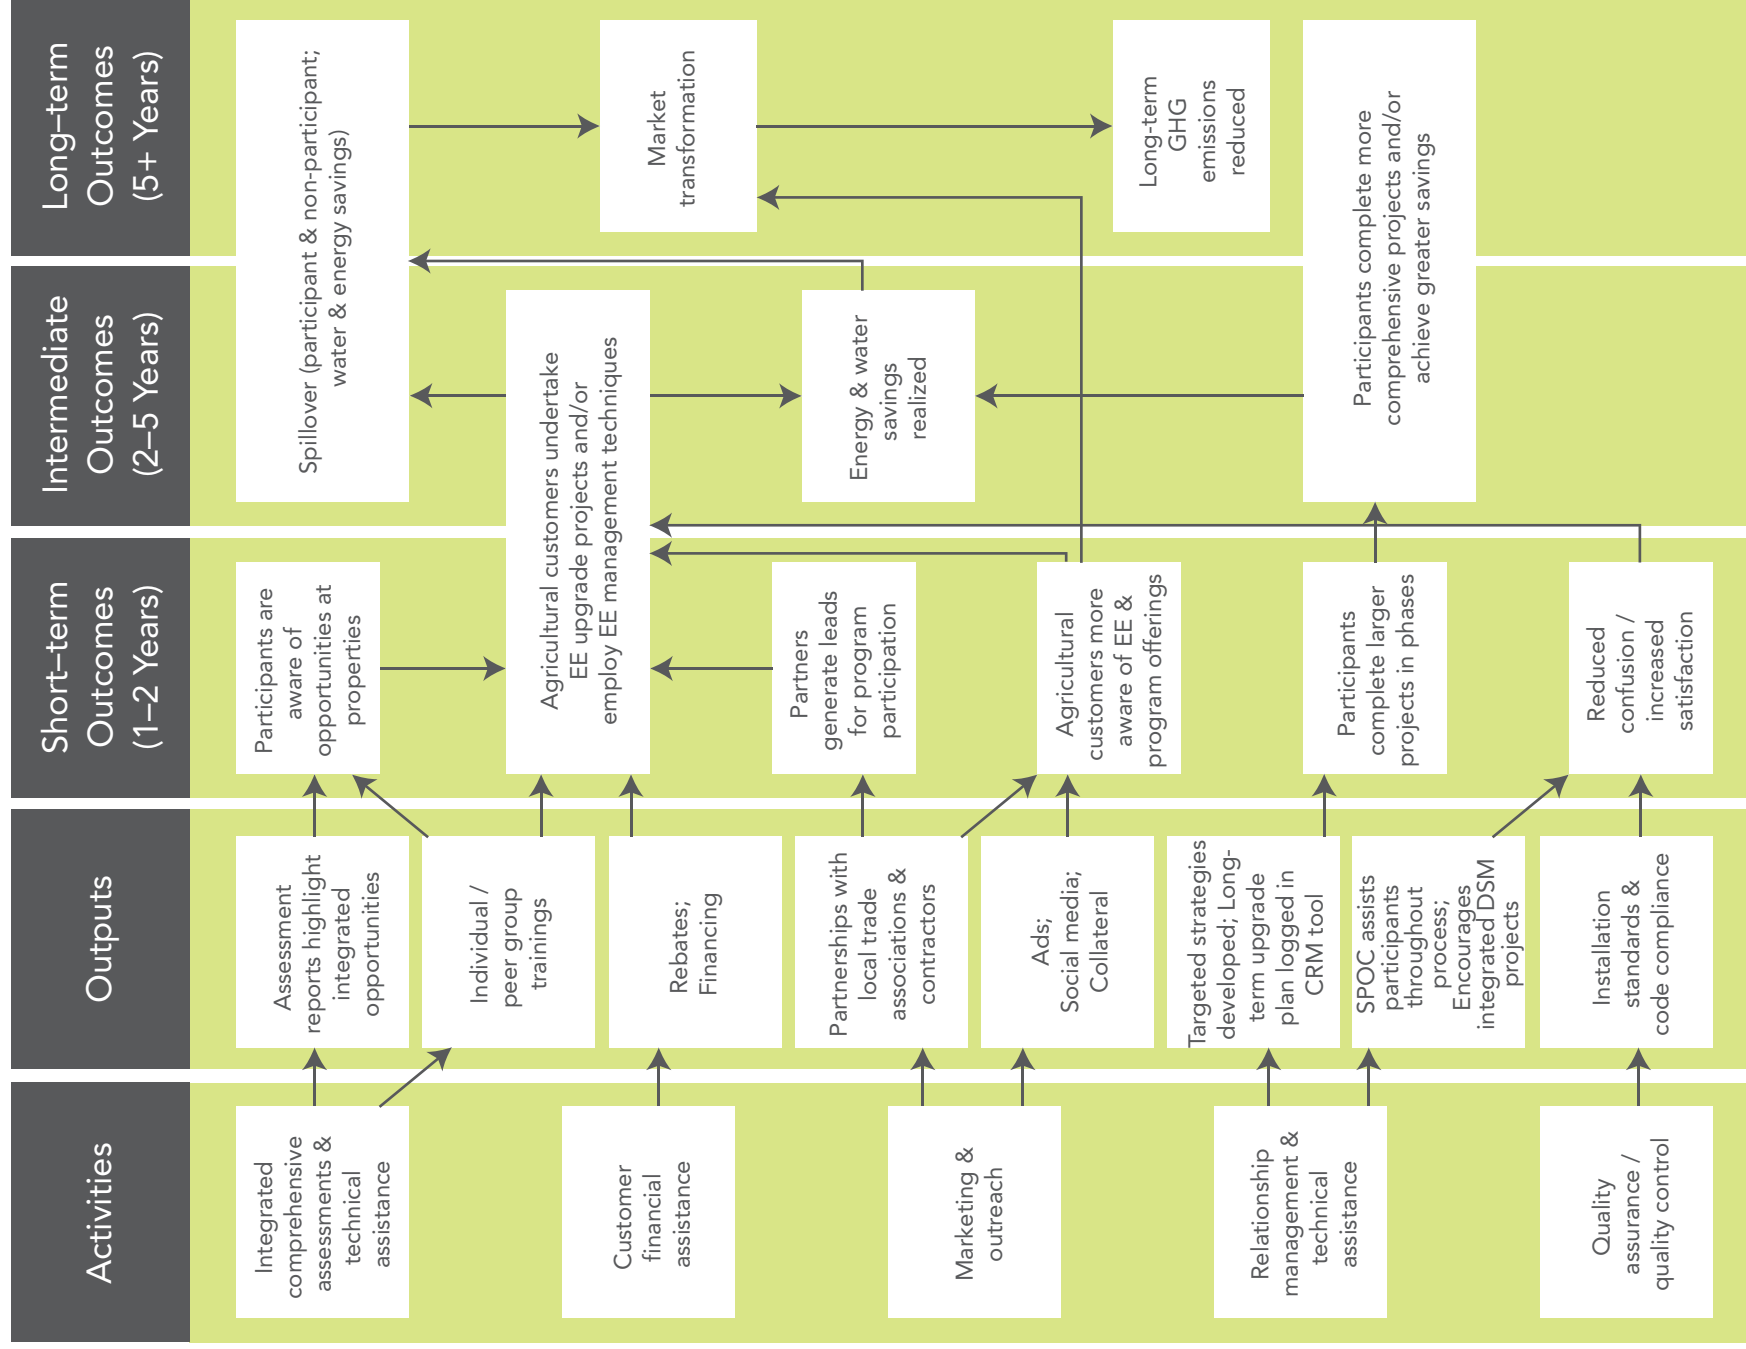 Activities
Integrated
comprehensive
assessments &
technical
assistance
Customer
financial
assistance
Marketing &
outreach
Relationship
management &
technical
assistance
Quality
assurance /
quality control
Outputs
Assessment
reports highlight
integrated
opportunities
Individual /
peer group
trainings
Rebates;
Financing
Partnerships with
local trade
associations &
contractors
Ads;
Social media;
Collateral
Targeted strategies
developed; Long-
term upgrade
plan logged in
CRM tool
SPOC assists
participants
throughout
process;
Encourages
integrated DSM
projects
Installation
standards &
code compliance
Short–term
Outcomes
(1–2 Years)
Participants are
aware of
opportunities at
properties
Agricultural customers undertake
EE upgrade projects and/or
employ EE management techniques
Partners
generate leads
for program
participation
Agricultural
customers more
aware of EE &
program offerings
Participants
complete larger
projects in phases
Reduced
confusion /
increased
satisfaction
Intermediate
Outcomes
(2–5 Years)
Energy & water
savings
realized
Long–term
Outcomes
(5+ Years)
Spillover (participant & non-participant;
water & energy savings)
Market
transformation
Long-term
GHG
emissions
reduced
Participants complete more
comprehensive projects and/or
achieve greater savings